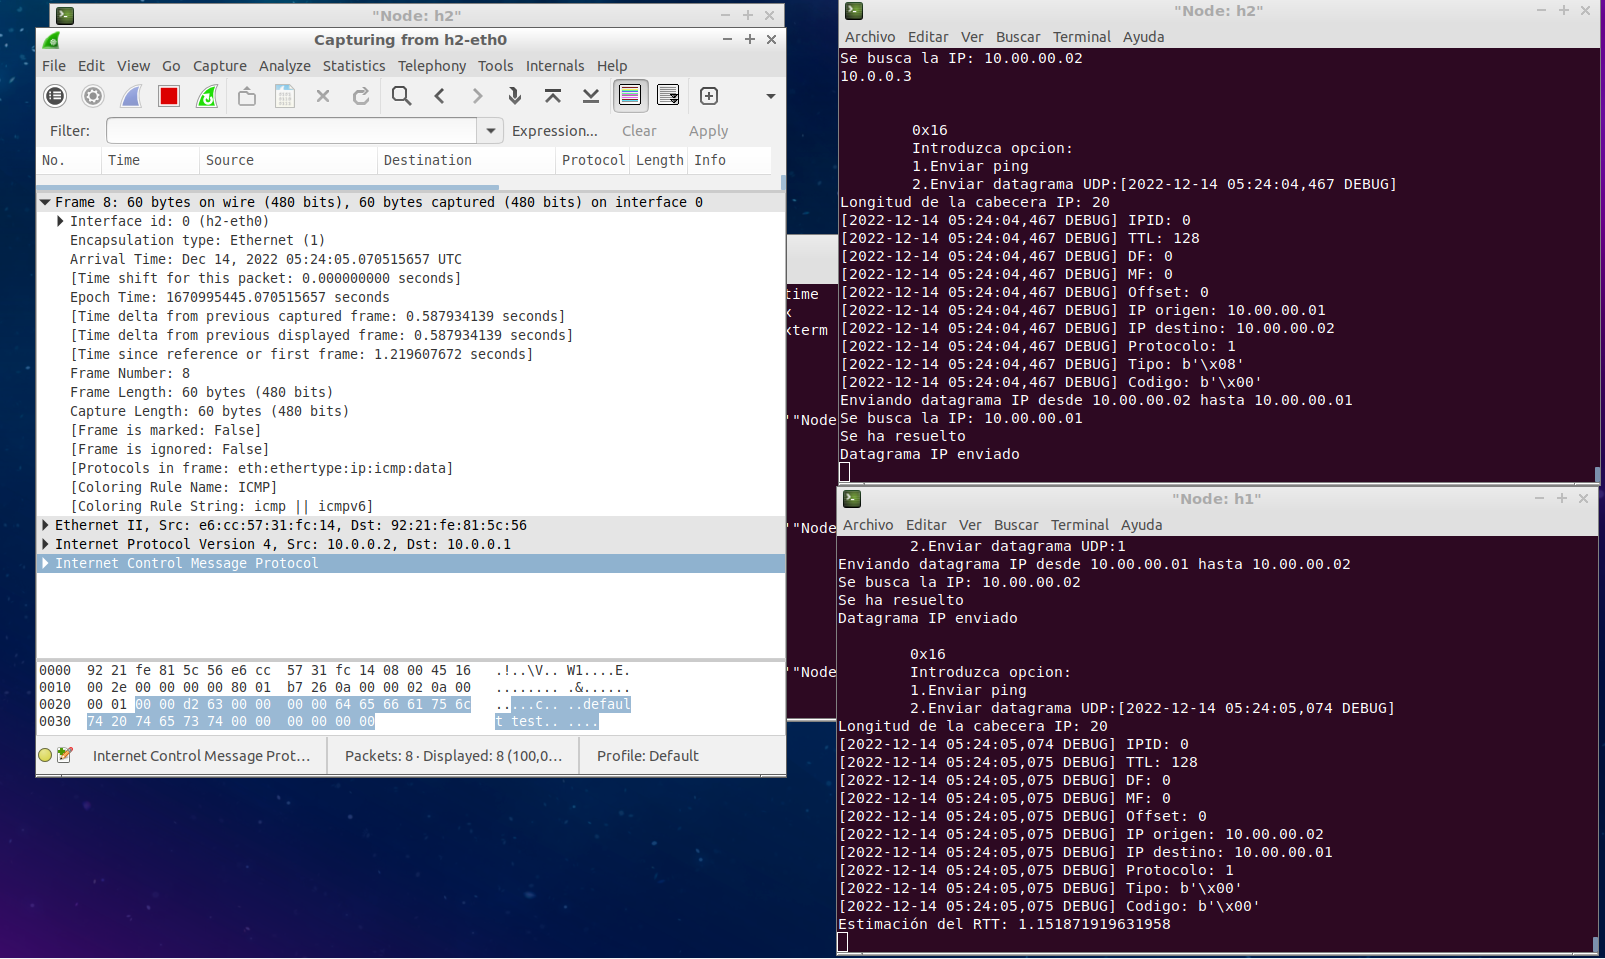 "Node: h2"
Capturing from h2-eth0
File Edit View Go Capture Analyze Statistics Telephony Tools Internals Help
Filter: Expression... Clear Apply
No. Time Source Destination Protocol Length Info
Frame 8: 60 bytes on wire (480 bits), 60 bytes captured (480 bits) on interface 0
Interface id: 0 (h2-eth0)
Encapsulation type: Ethernet (1)
Arrival Time: Dec 14, 2022 05:24:05.070515657 UTC
[Time shift for this packet: 0.000000000 seconds]
Epoch Time: 1670995445.070515657 seconds
[Time delta from previous captured frame: 0.587934139 seconds]
[Time delta from previous displayed frame: 0.587934139 seconds]
[Time since reference or first frame: 1.219607672 seconds]
Frame Number: 8
Frame Length: 60 bytes (480 bits)
Capture Length: 60 bytes (480 bits)
[Frame is marked: False]
[Frame is ignored: False]
[Protocols in frame: eth:ethertype:ip:icmp:data]
[Coloring Rule Name: ICMP]
[Coloring Rule String: icmp || icmpv6]
Ethernet II, Src: e6:cc:57:31:fc:14, Dst: 92:21:fe:81:5c:56
Internet Protocol Version 4, Src: 10.0.0.2, Dst: 10.0.0.1
Internet Control Message Protocol
0000 92 21 fe 81 5c 56 e6 cc 57 31 fc 14 08 00 45 16 .!..\V.. W1....E.
0010 00 2e 00 00 00 00 80 01 b7 26 0a 00 00 02 0a 00 ........ .&......
0020 00 01 00 00 d2 63 00 00 00 00 64 65 66 61 75 6c .....c.. ..defaul
0030 74 20 74 65 73 74 00 00 00 00 00 00 t test.. ....
Internet Control Message Prot... Packets: 8 · Displayed: 8 (100,0... Profile: Default
time
x
xterm
'"Node
'"Node
'"Node
"Node: h2"
Archivo Editar Ver Buscar Terminal Ayuda
Se busca la IP: 10.00.00.02
10.0.0.3
0x16
Introduzca opcion:
1.Enviar ping
2.Enviar datagrama UDP:[2022-12-14 05:24:04,467 DEBUG]
Longitud de la cabecera IP: 20
[2022-12-14 05:24:04,467 DEBUG] IPID: 0
[2022-12-14 05:24:04,467 DEBUG] TTL: 128
[2022-12-14 05:24:04,467 DEBUG] DF: 0
[2022-12-14 05:24:04,467 DEBUG] MF: 0
[2022-12-14 05:24:04,467 DEBUG] Offset: 0
[2022-12-14 05:24:04,467 DEBUG] IP origen: 10.00.00.01
[2022-12-14 05:24:04,467 DEBUG] IP destino: 10.00.00.02
[2022-12-14 05:24:04,467 DEBUG] Protocolo: 1
[2022-12-14 05:24:04,467 DEBUG] Tipo: b'\x08'
[2022-12-14 05:24:04,467 DEBUG] Codigo: b'\x00'
Enviando datagrama IP desde 10.00.00.02 hasta 10.00.00.01
Se busca la IP: 10.00.00.01
Se ha resuelto
Datagrama IP enviado
"Node: h1"
Archivo Editar Ver Buscar Terminal Ayuda
2.Enviar datagrama UDP:1
Enviando datagrama IP desde 10.00.00.01 hasta 10.00.00.02
Se busca la IP: 10.00.00.02
Se ha resuelto
Datagrama IP enviado
0x16
Introduzca opcion:
1.Enviar ping
2.Enviar datagrama UDP:[2022-12-14 05:24:05,074 DEBUG]
Longitud de la cabecera IP: 20
[2022-12-14 05:24:05,074 DEBUG] IPID: 0
[2022-12-14 05:24:05,075 DEBUG] TTL: 128
[2022-12-14 05:24:05,075 DEBUG] DF: 0
[2022-12-14 05:24:05,075 DEBUG] MF: 0
[2022-12-14 05:24:05,075 DEBUG] Offset: 0
[2022-12-14 05:24:05,075 DEBUG] IP origen: 10.00.00.02
[2022-12-14 05:24:05,075 DEBUG] IP destino: 10.00.00.01
[2022-12-14 05:24:05,075 DEBUG] Protocolo: 1
[2022-12-14 05:24:05,075 DEBUG] Tipo: b'\x00'
[2022-12-14 05:24:05,075 DEBUG] Codigo: b'\x00'
Estimación del RTT: 1.151871919631958